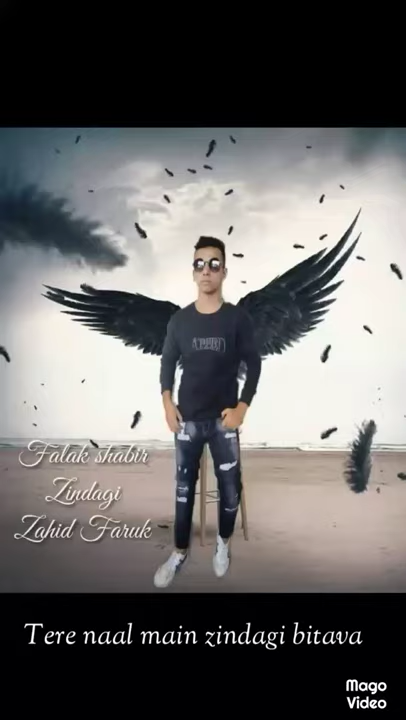 Falak shabir
Zindagi
Zahid Faruk
Tere naal main zindagi bitava
Mago
Video